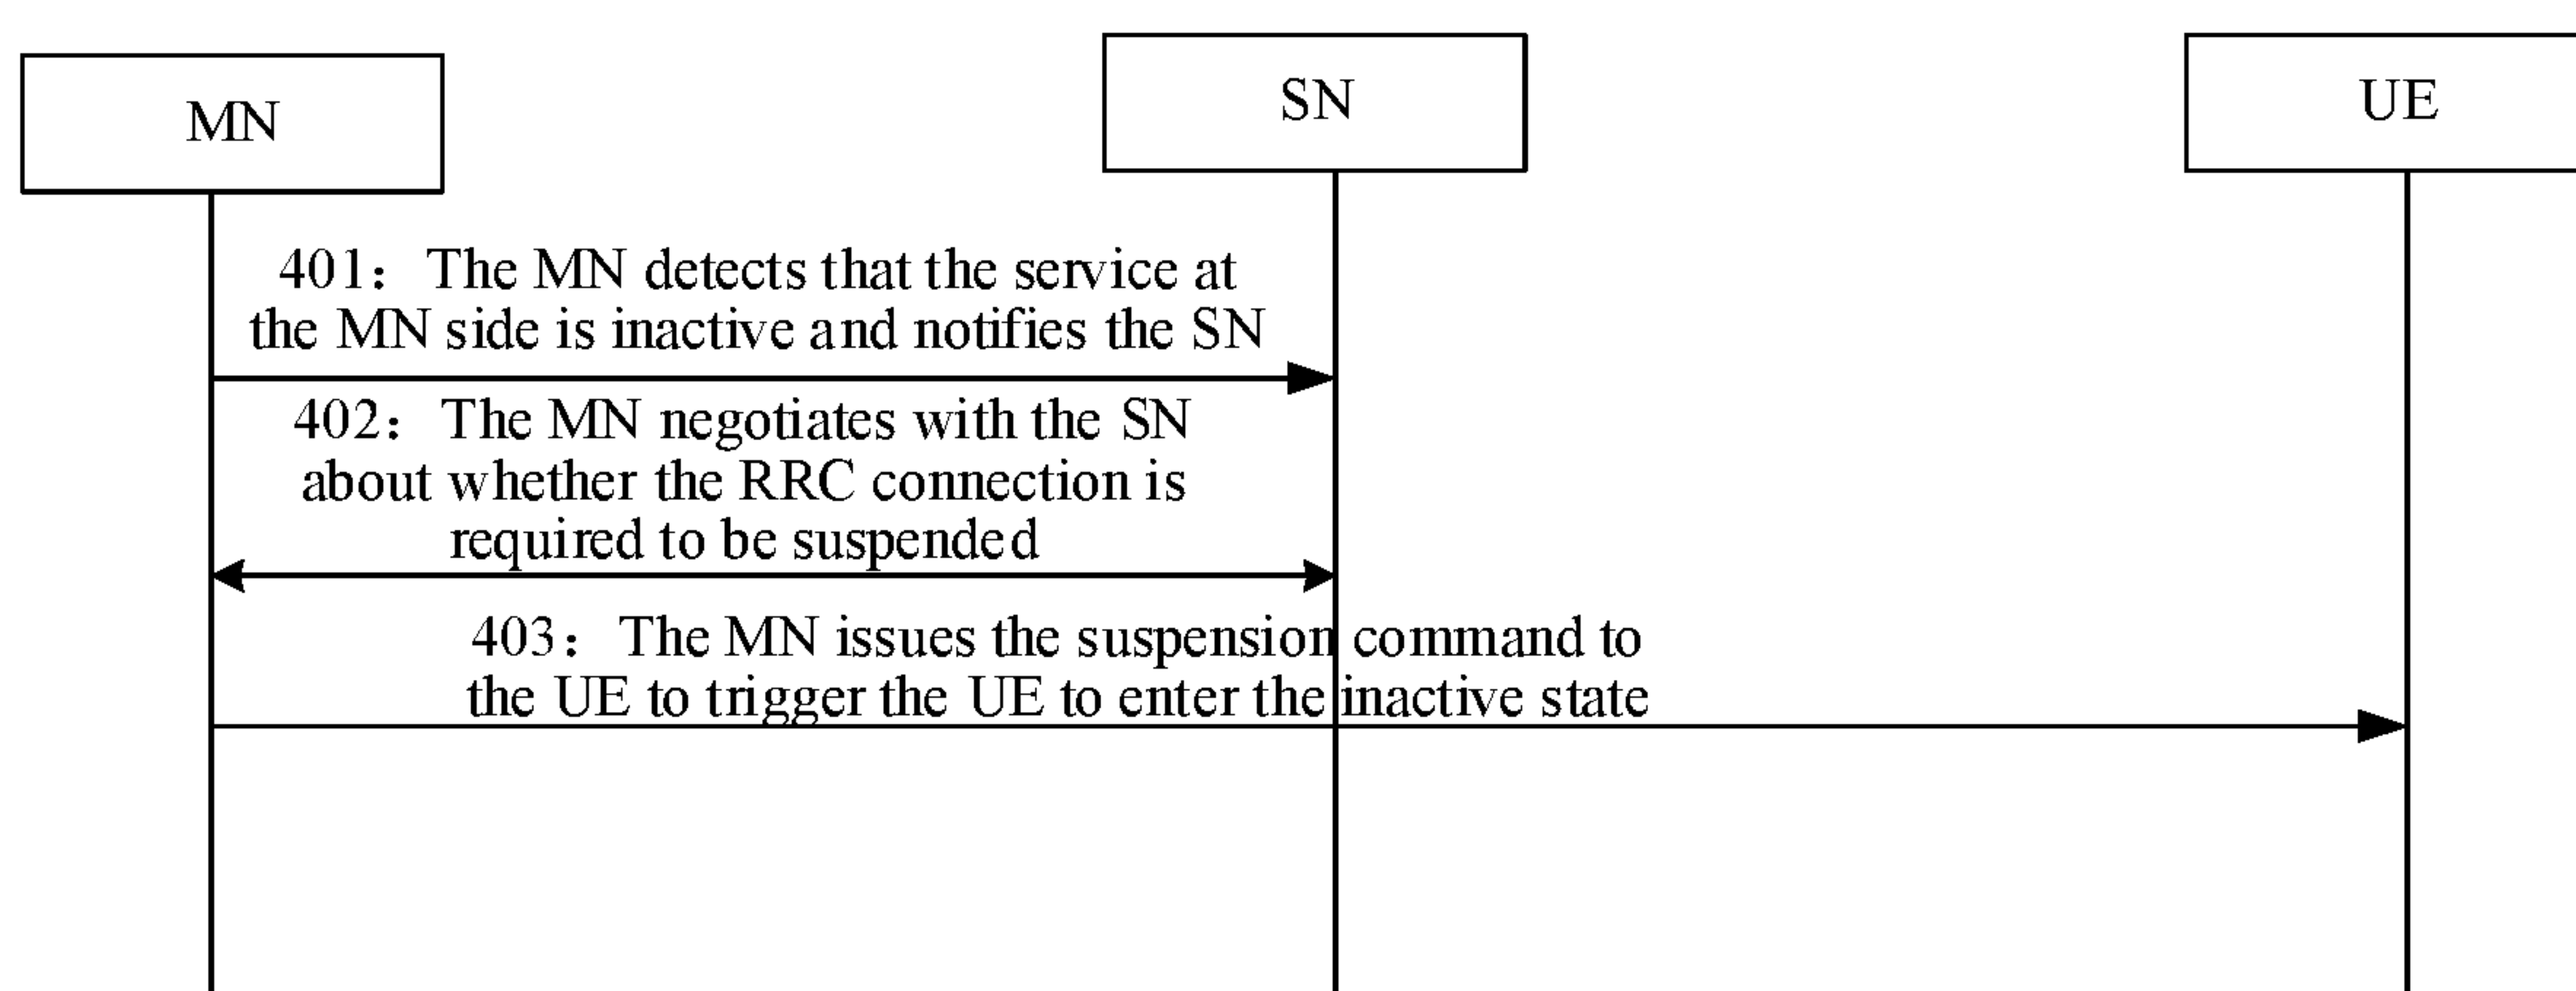 MN
SN
UE
401：The MN detects that the service at
the MN side is inactive and notifies the SN
402：The MN negotiates with the SN
about whether the RRC connection is
required to be suspended
403：The MN issues the suspension command to
the UE to trigger the UE to enter the inactive state